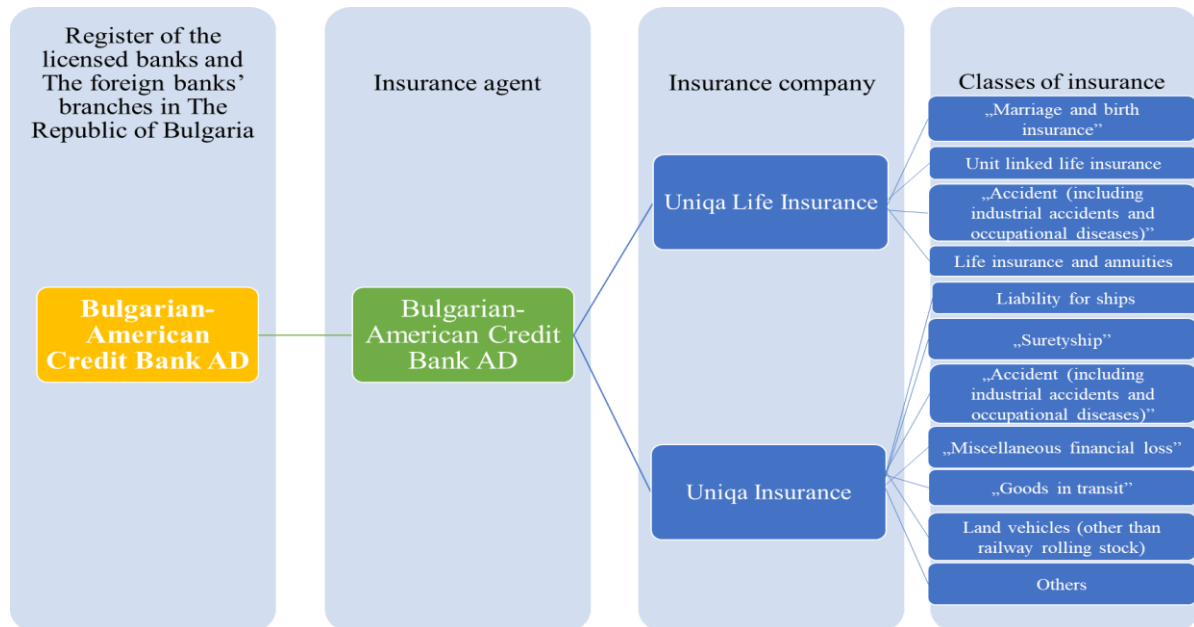 Register of the
licensed banks and
The foreign banks’
branches in The
Republic of Bulgaria
Insurance agent
Insurance company
Classes of insurance
Bulgarian-
American
Credit Bank AD
Bulgarian-
American Credit
Bank AD
Uniqa Life Insurance
Uniqa Insurance
„Marriage and birth
insurance”
Unit linked life insurance
„Accident (including
industrial accidents and
occupational diseases)”
Life insurance and annuities
Liability for ships
„Suretyship”
„Accident (including
industrial accidents and
occupational diseases)”
„Miscellaneous financial loss”
„Goods in transit”
Land vehicles (other than
railway rolling stock)
Others